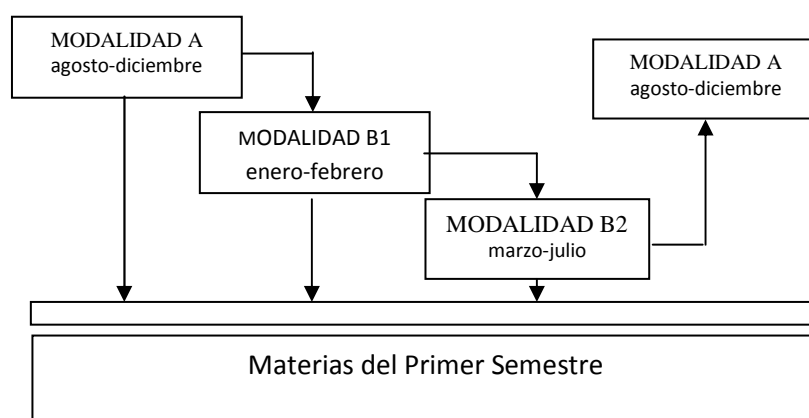 MODALIDAD A
agosto-diciembre
MODALIDAD A
agosto-diciembre
MODALIDAD B1
enero-febrero
MODALIDAD B2
marzo-julio
Materias del Primer Semestre